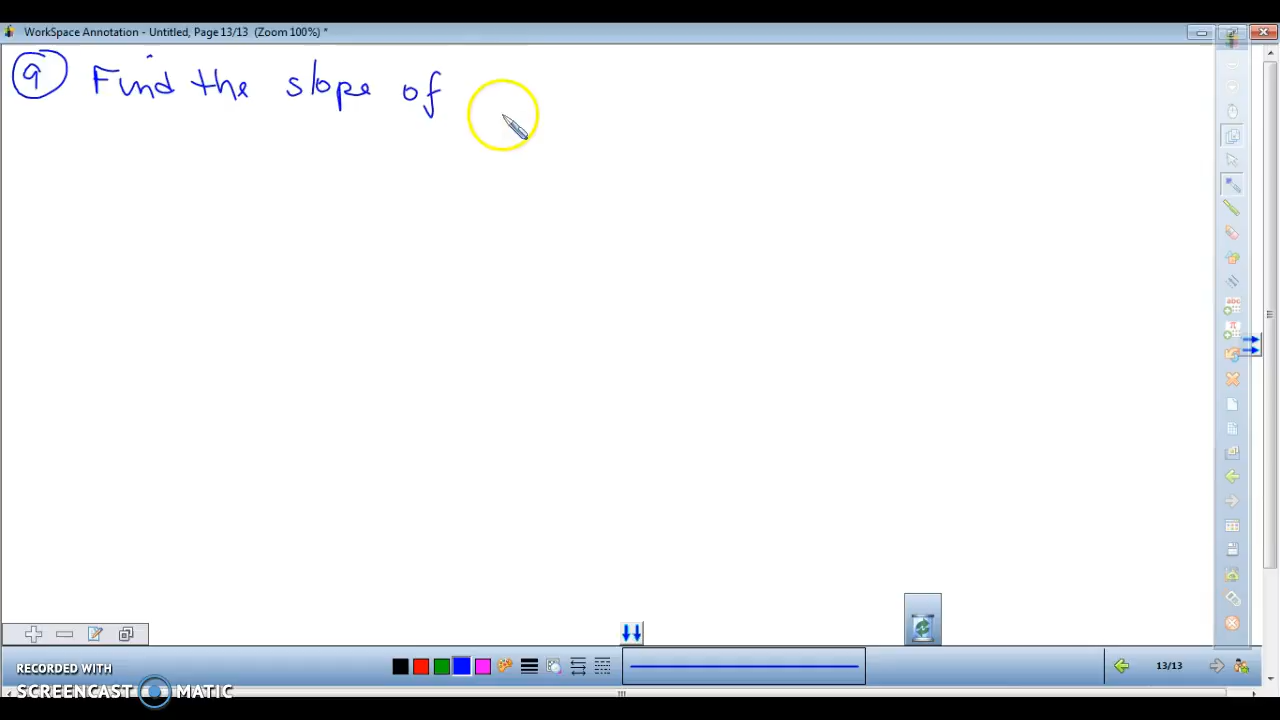 WorkSpace Annotation - Untitled, Page 13/13 (Zoom 100%) *
9 Find the slope of
abc
π
13/13
RECORDED WITH
SCREENCAST MATIC